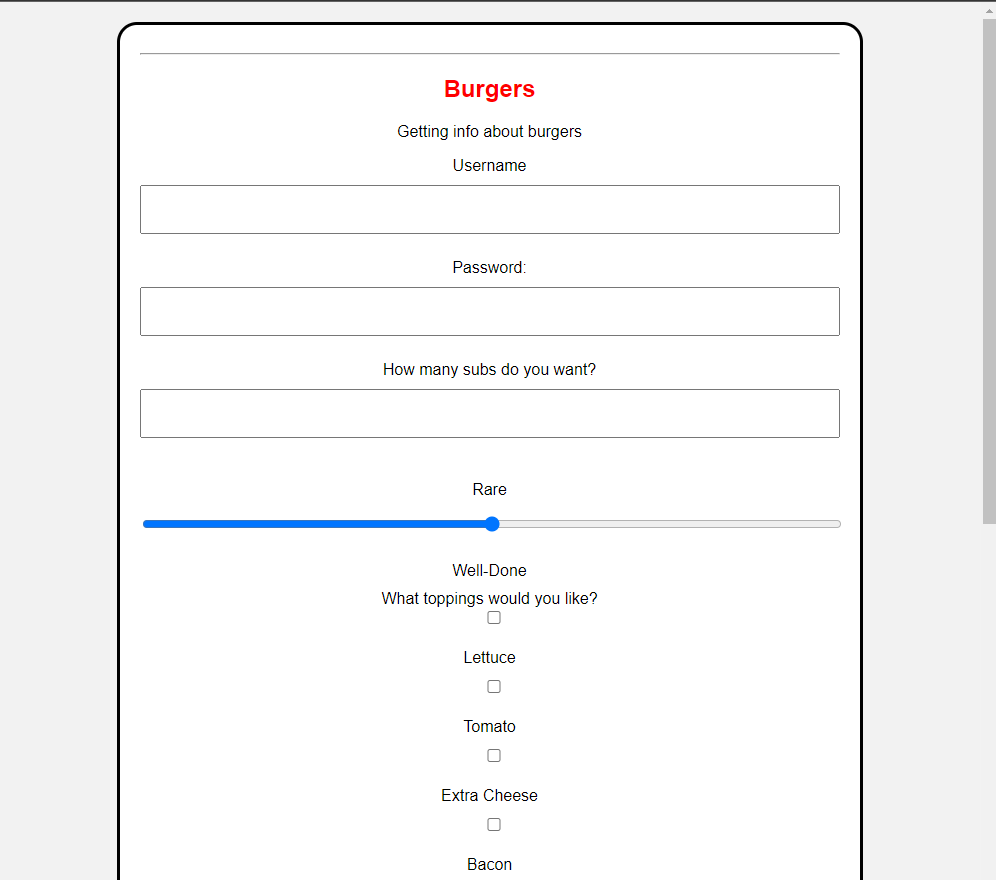 Burgers
Getting info about burgers
Username
Password:
How many subs do you want?
Rare
Well-Done
What toppings would you like?
Lettuce
Tomato
Extra Cheese
Bacon